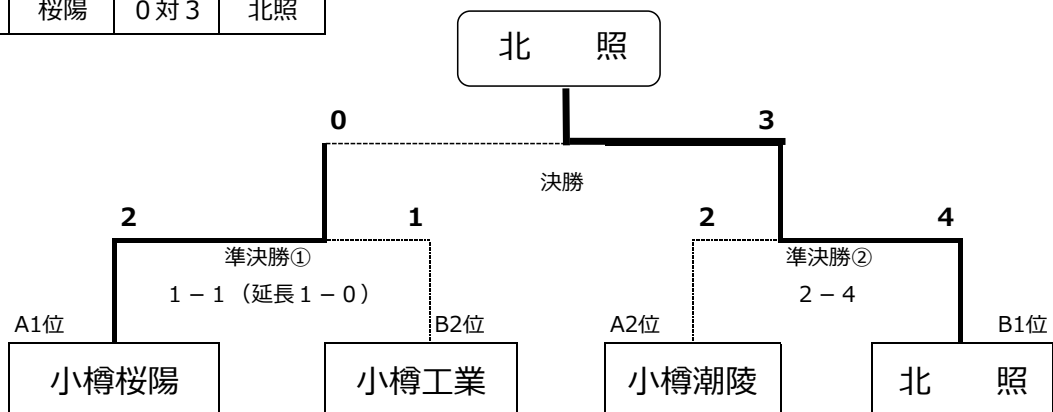 桜陽 ０対３ 北照
北　照
0 3
決勝
2 1 2 4
準決勝① 準決勝②
１－１（延長１－０） ２－４
A1位 B2位 A2位 B1位
小樽桜陽 小樽工業 小樽潮陵 北　照